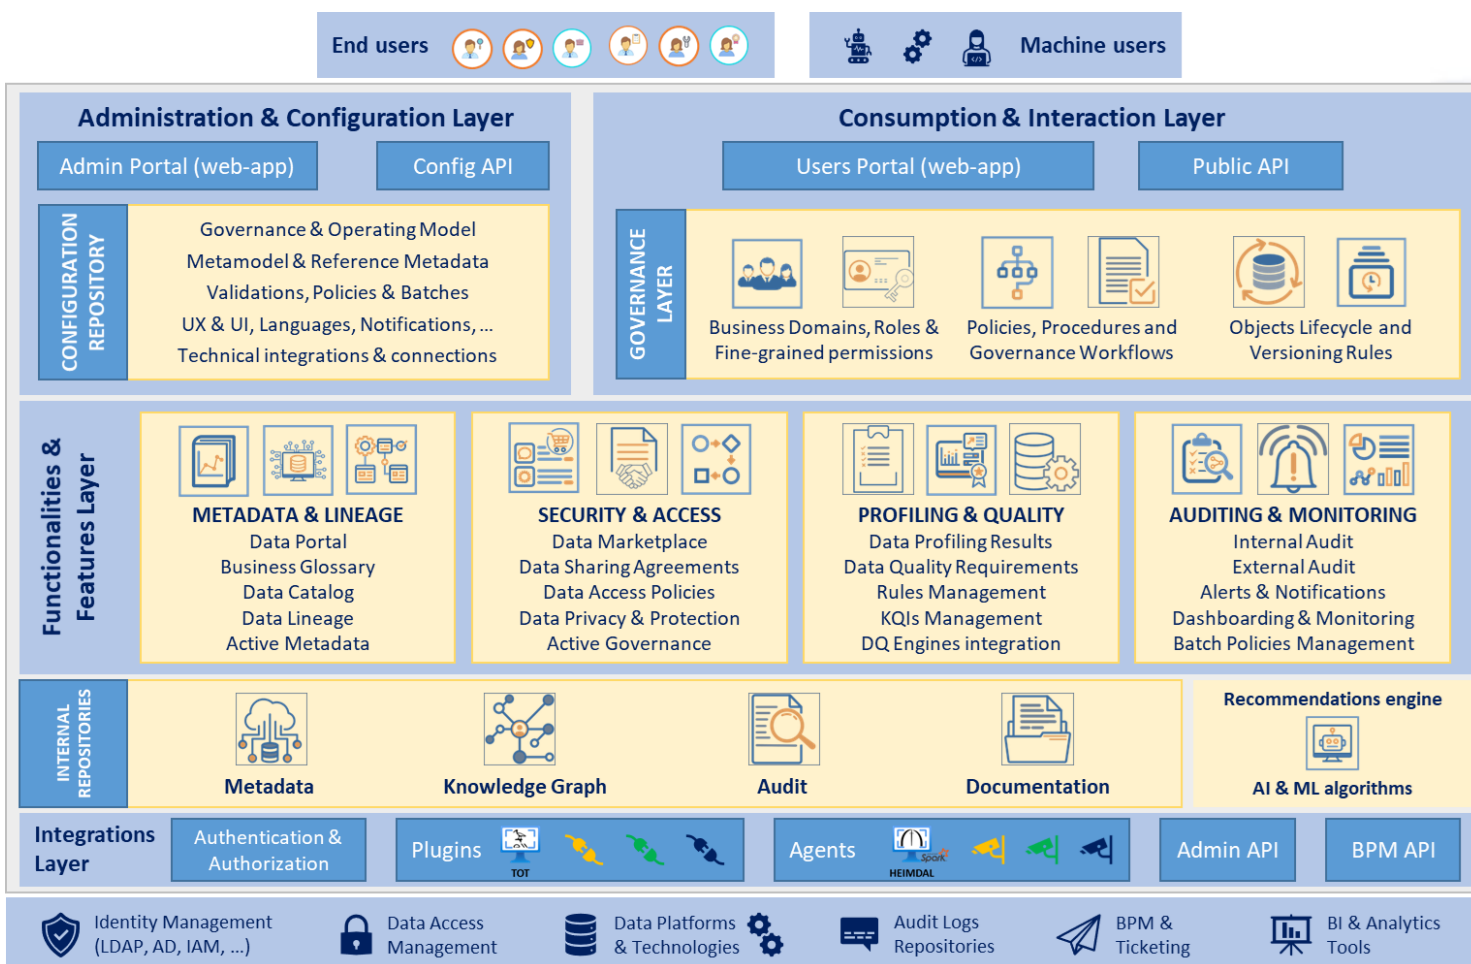 End users
Machine users
Administration & Configuration Layer
Admin Portal (web-app)
Config API
CONFIGURATION
REPOSITORY
Governance & Operating Model
Metamodel & Reference Metadata
Validations, Policies & Batches
UX & UI, Languages, Notifications, ...
Technical integrations & connections
Consumption & Interaction Layer
Users Portal (web-app)
Public API
GOVERNANCE
LAYER
Business Domains, Roles &
Fine-grained permissions
Policies, Procedures and
Governance Workflows
Objects Lifecycle and
Versioning Rules
Functionalities &
Features Layer
METADATA & LINEAGE
Data Portal
Business Glossary
Data Catalog
Data Lineage
Active Metadata
SECURITY & ACCESS
Data Marketplace
Data Sharing Agreements
Data Access Policies
Data Privacy & Protection
Active Governance
PROFILING & QUALITY
Data Profiling Results
Data Quality Requirements
Rules Management
KQIs Management
DQ Engines integration
AUDITING & MONITORING
Internal Audit
External Audit
Alerts & Notifications
Dashboarding & Monitoring
Batch Policies Management
INTERNAL
REPOSITORIES
Metadata
Knowledge Graph
Audit
Documentation
Recommendations engine
AI & ML algorithms
Integrations
Layer
Authentication &
Authorization
Plugins
TOT
Agents
Spark
HEIMDAL
Admin API
BPM API
Identity Management
(LDAP, AD, IAM, ...)
Data Access
Management
Data Platforms
& Technologies
Audit Logs
Repositories
BPM &
Ticketing
BI & Analytics
Tools